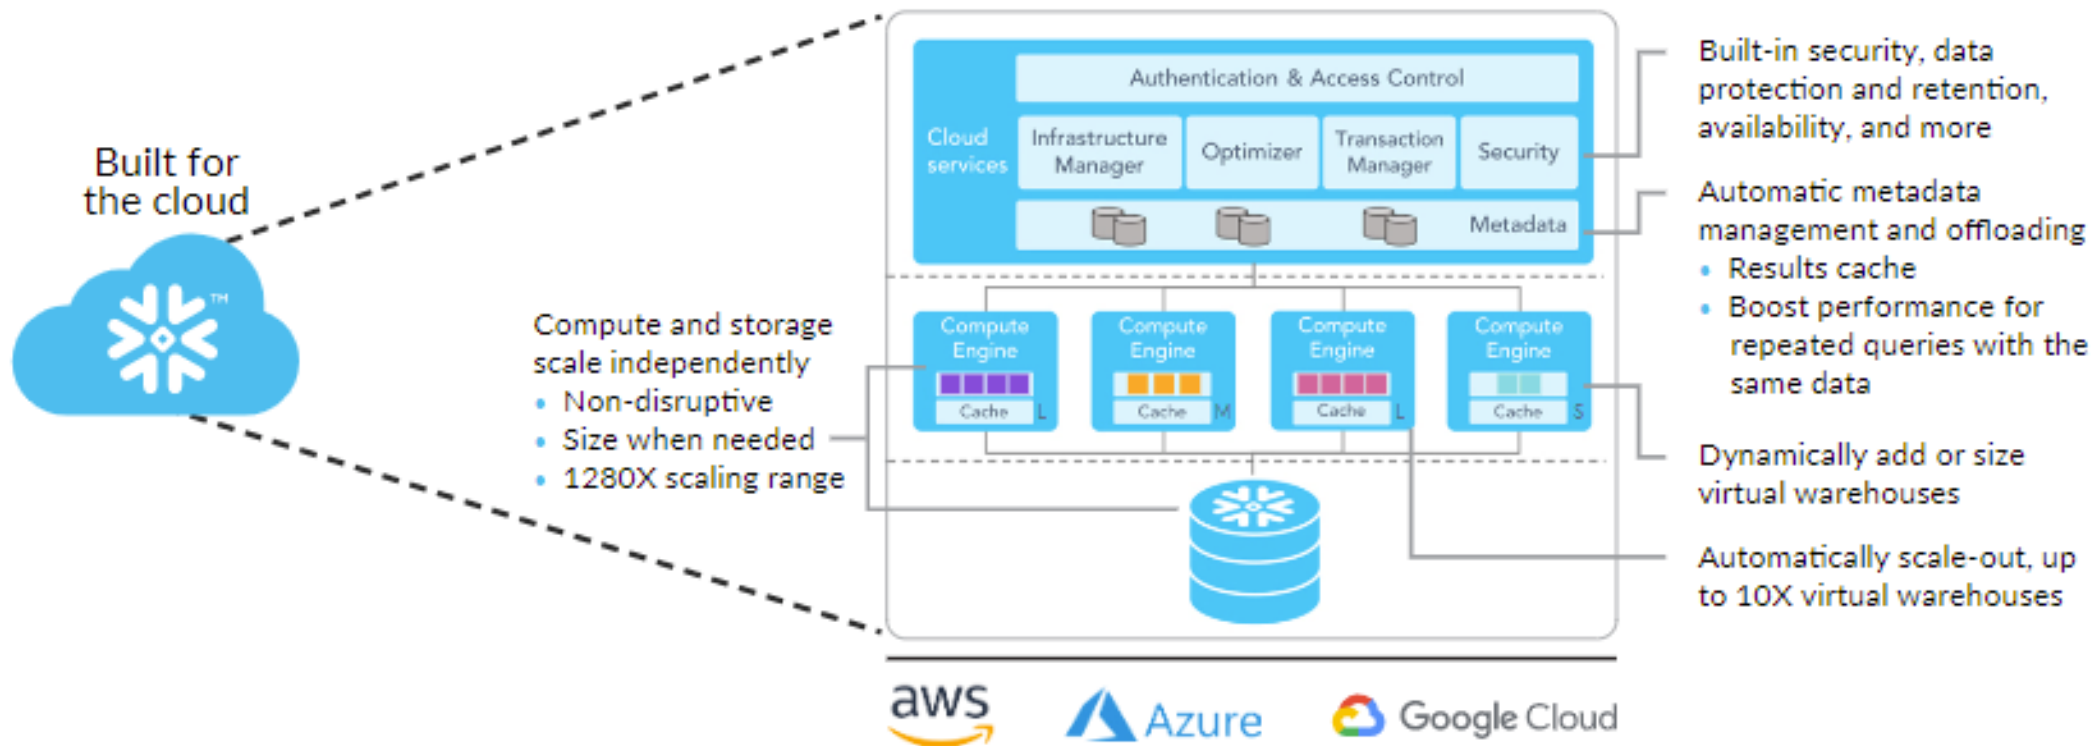 Built for
the cloud
TM
Compute and storage
scale independently
• Non-disruptive
• Size when needed
• 1280X scaling range
Cloud
services
Authentication & Access Control
Infrastructure
Manager
Optimizer
Transaction
Manager
Security
Metadata
Compute
Engine
Cache
L
Compute
Engine
Cache
M
Compute
Engine
Cache
L
Compute
Engine
Cache
S
Built-in security, data
protection and retention,
availability, and more
Automatic metadata
management and offloading
• Results cache
• Boost performance for
repeated queries with the
same data
Dynamically add or size
virtual warehouses
Automatically scale-out, up
to 10X virtual warehouses
aws
Azure
Google Cloud